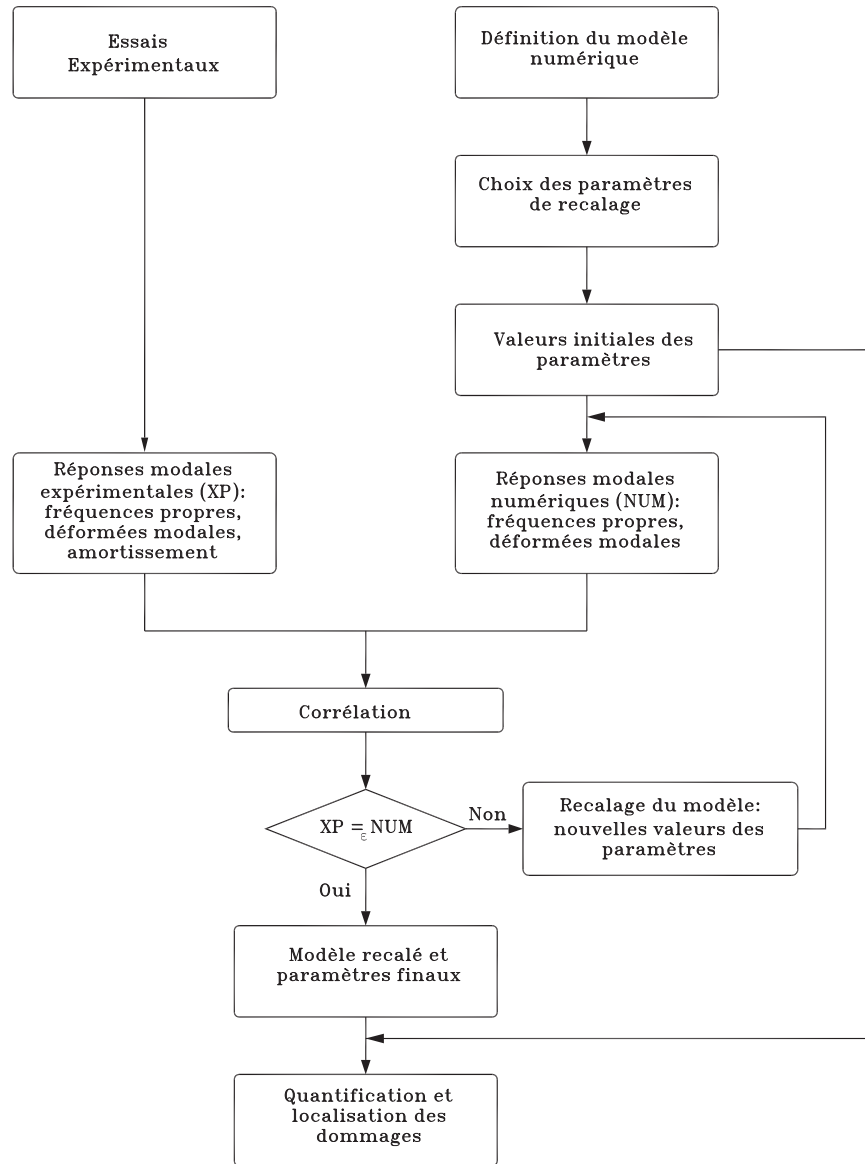 Essais
Expérimentaux
Définition du modèle
numérique
Choix des paramètres
de recalage
Valeurs initiales des
paramètres
Réponses modales
expérimentales (XP):
fréquences propres,
déformées modales,
amortissement
Réponses modales
numériques (NUM):
fréquences propres,
déformées modales
Corrélation
XP =ε NUM
Non
Recalage du modèle:
nouvelles valeurs des
paramètres
Oui
Modèle recalé et
paramètres finaux
Quantification et
localisation des
dommages